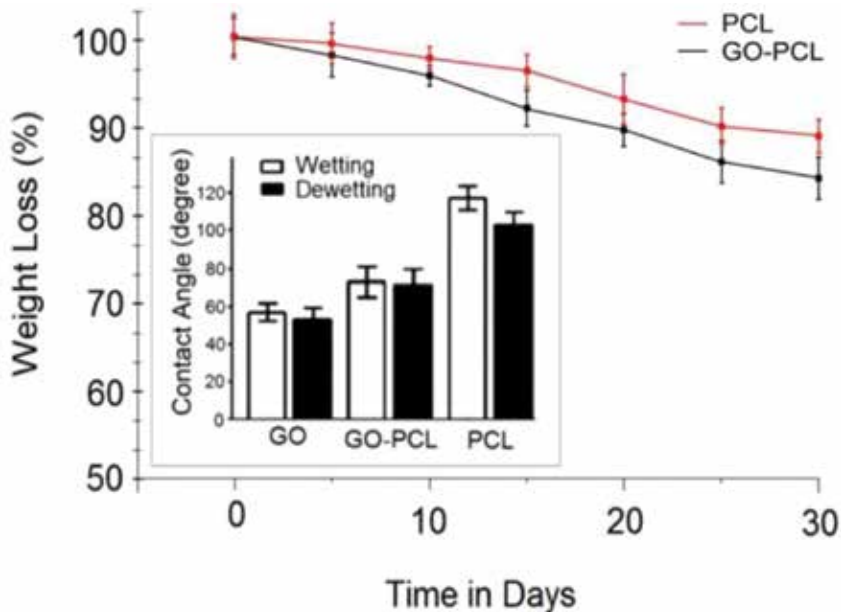 PCL
GO-PCL
Weight Loss (%)
100
90
80
70
60
50
0
10
20
30
Time in Days
Wetting
Dewetting
Contact Angle (degree)
120
100
80
60
40
20
0
GO
GO-PCL
PCL